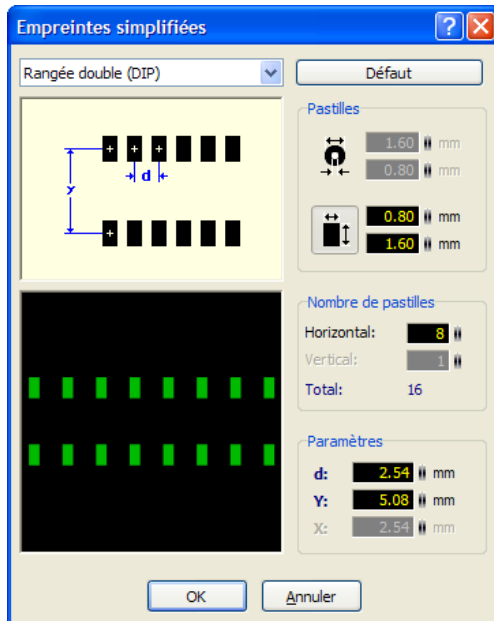 Empreintes simplifiées
Rangée double (DIP)
Défaut
Pastilles
1.60 mm
0.80 mm
0.80 mm
1.60 mm
y
d
Nombre de pastilles
Horizontal: 8
Vertical: 1
Total: 16
Paramètres
d: 2.54 mm
Y: 5.08 mm
X: 2.54 mm
OK
Annuler